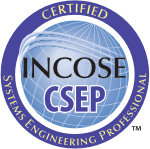 CERTIFIED
INCOSE
CSEP
SYSTEMS ENGINEERING PROFESSIONAL
TM